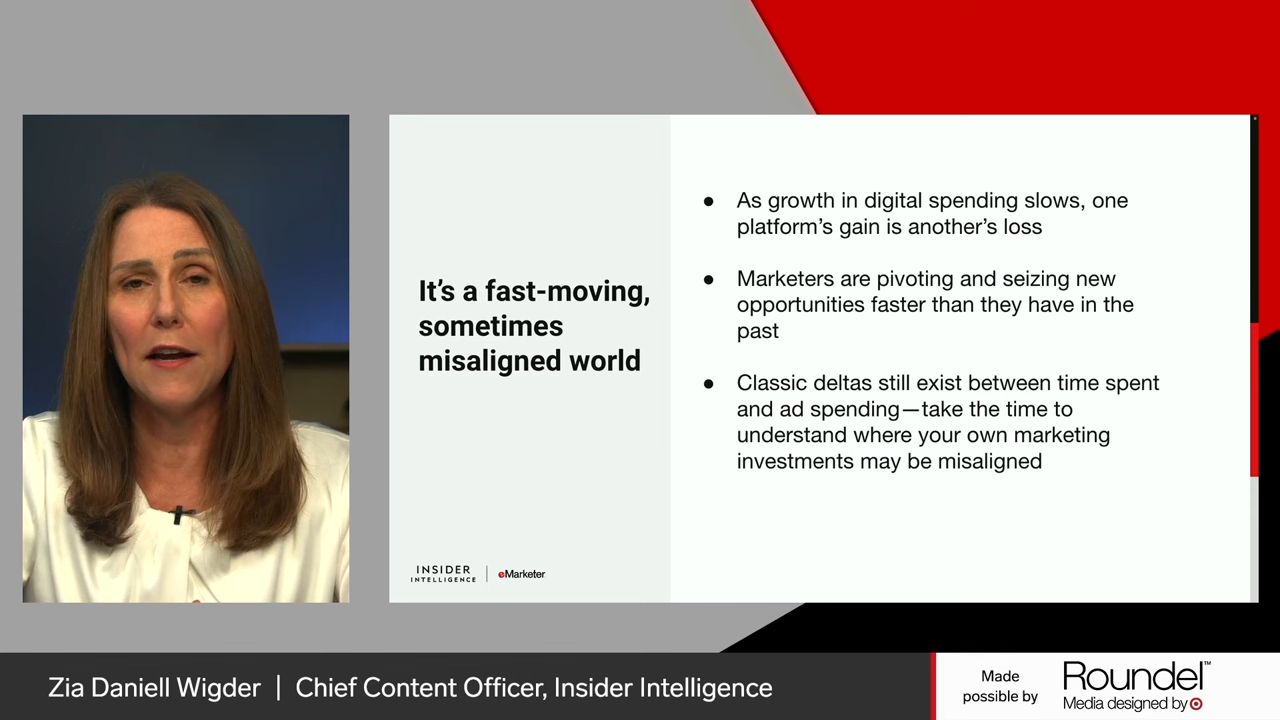 It's a fast-moving,
sometimes
misaligned world
● As growth in digital spending slows, one
platform's gain is another's loss
● Marketers are pivoting and seizing new
opportunities faster than they have in the
past
● Classic deltas still exist between time spent
and ad spending—take the time to
understand where your own marketing
investments may be misaligned
INSIDER
INTELLIGENCE | eMarketer
Zia Daniell Wigder | Chief Content Officer, Insider Intelligence
Made
possible by
Roundel™
Media designed by